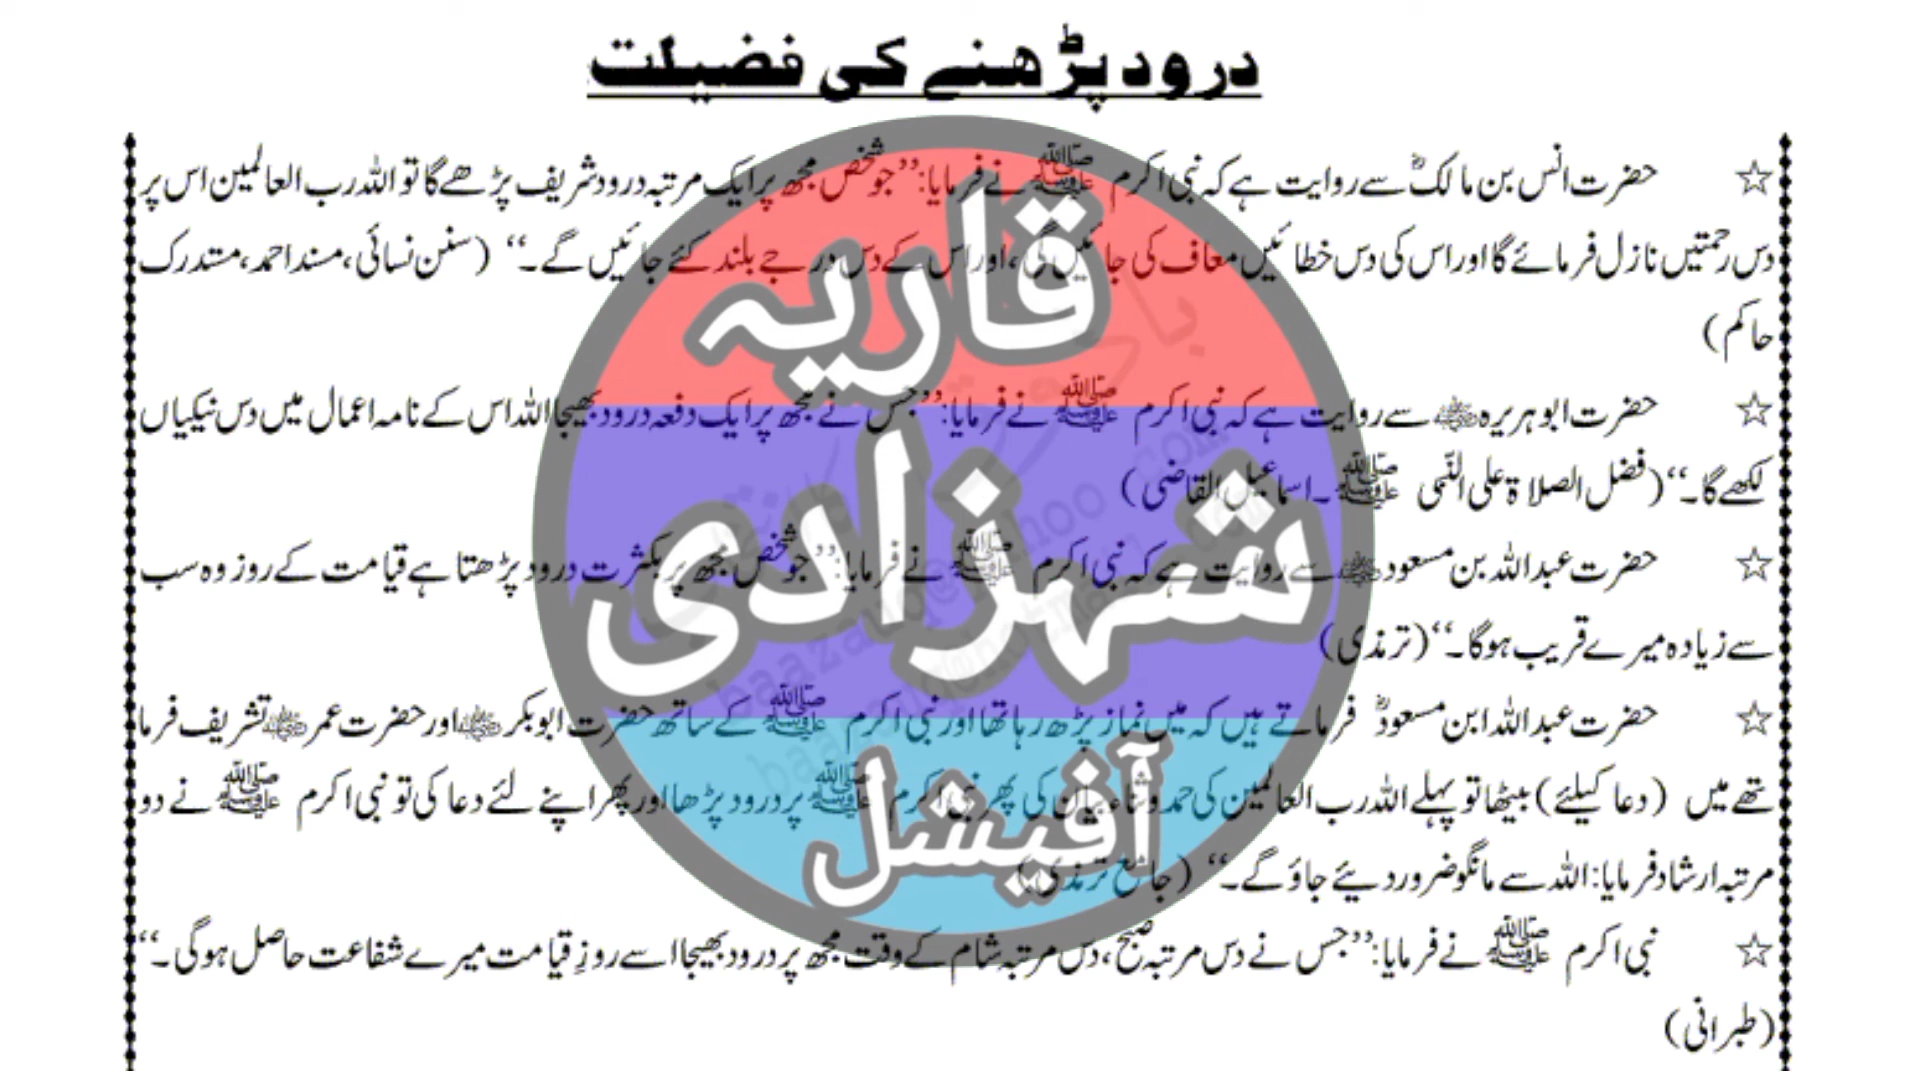 درود پڑھنے کی فضیلت
☆ حضرت انس بن مالکؓ سے روایت ہے کہ نبی اکرم ﷺ نے فرمایا: ’’جو شخص مجھ پر ایک مرتبہ درود شریف پڑھے گا تو اللہ رب العالمین اس پر
دس رحمتیں نازل فرمائے گا اور اس کی دس خطائیں معاف کی جائیں گی، اور اس کے دس درجے بلند کئے جائیں گے۔‘‘ (سنن نسائی، مسند احمد، مستدرک
حاکم)
☆ حضرت ابو ہریرہ ؓ سے روایت ہے کہ نبی اکرم ﷺ نے فرمایا: ’’جس نے مجھ پر ایک دفعہ درود بھیجا اللہ اس کے نامہ اعمال میں دس نیکیاں
لکھے گا۔‘‘ (فضل الصلاۃ علی النّبی ﷺ۔ اسماعیل القاضی)
☆ حضرت عبداللہ بن مسعود ؓ سے روایت ہے کہ نبی اکرم ﷺ نے فرمایا: ’’جو شخص مجھ پر بکثرت درود پڑھتا ہے قیامت کے روز وہ سب
سے زیادہ میرے قریب ہوگا۔‘‘ (ترمذی)
☆ حضرت عبداللہ ابن مسعودؓ فرماتے ہیں کہ میں نماز پڑھ رہا تھا اور نبی اکرم ﷺ کے ساتھ حضرت ابوبکر ؓ اور حضرت عمر ؓ تشریف فرما
تھے میں (دعا کیلئے) بیٹھا تو پہلے اللہ رب العالمین کی حمد وثناء بیان کی پھر نبی اکرم ﷺ پر درود پڑھا اور پھر اپنے لئے دعا کی تو نبی اکرم ﷺ نے دو
مرتبہ ارشاد فرمایا: اللہ سے مانگو ضرور دیئے جاؤ گے۔‘‘ (جامع ترمذی)
☆ نبی اکرم ﷺ نے فرمایا: ’’جس نے دس مرتبہ صبح، دس مرتبہ شام کے وقت مجھ پر درود بھیجا اسے روزِ قیامت میرے شفاعت حاصل ہوگی۔‘‘
(طبرانی)
قاریہ
شہزادی
آفیشل